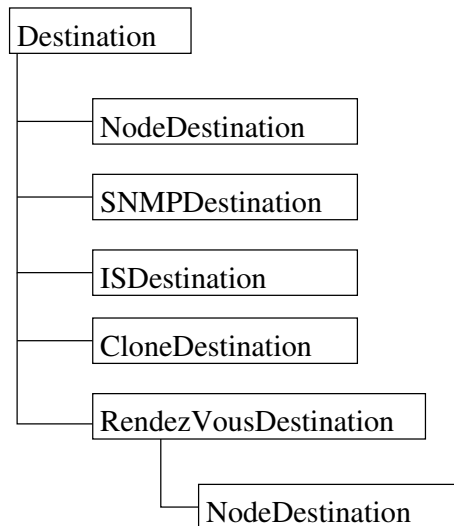 Destination
NodeDestination
SNMPDestination
ISDestination
CloneDestination
RendezVousDestination
NodeDestination